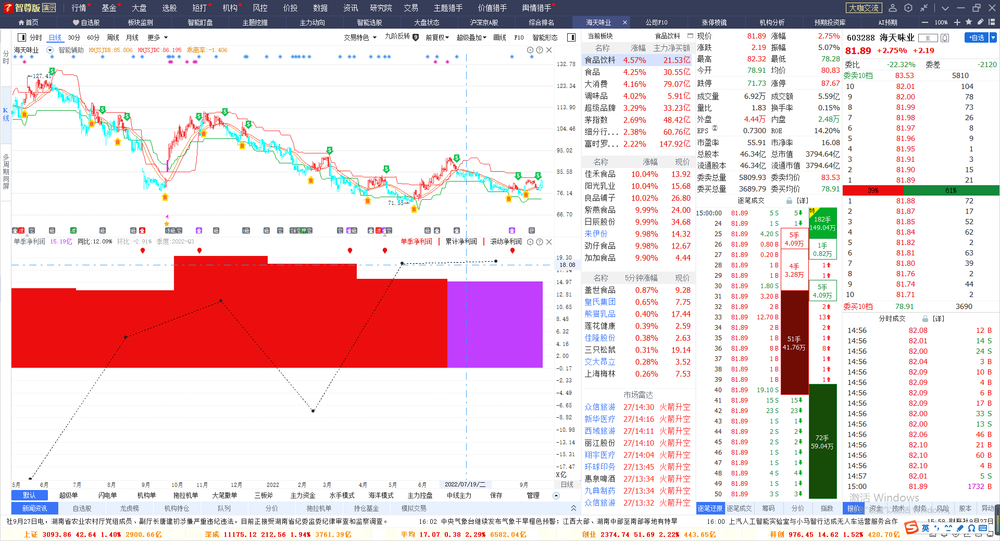 智尊版 演示 行情 基金 大盘 选股 短打 机构 风控 价投 数据 资讯 研究院 交易 主题猎手 价值猎手 舆情猎手 大咖交流
首页 自选股 板块监测 智能盯盘 主题挖掘 主力动向 智能选股 大盘状态 沪深京A股 综合排名 海天味业 × 公司F10 涨停棱镜 机构分析 预期投资库 AI预期 — 100% +
分时 日线 30分 60分 周线 月线 更多 交易特色 九阳反转 9 前复权 超级叠加 画线 F10 智能形态
海天味业 智能辅助 HHJSJDB:85.806 HHJSJDC:86.195 乖离率:-1.406
分时
K线
多周期同屏
127.41
71.55
132.78
123.34
113.90
104.46
95.02
85.58
76.14
66.70
单季净利润 15.19亿 同比:12.09% 环比:-2.91% 季度:2022-Q3 单季净利润 累计净利润 滚动净利润
19.30
18.08
17.14
14.97
12.81
10.65
8.48
6.32
4.16
2.00
-0.17
-2.33
-4.49
-6.65
-8.82
-10.98
-13.14
-15.31
-17.47
X亿
5月 6月 7月 8月 9月 10月 11月 12月 2022 2月 3月 4月 5月 6月 2022/07/19/二 9月 日线
默认 超级单 闪电单 机构单 拖拉机单 大笔撤单 三板斧 主力资金 水手模式 海洋模式 主力控盘 中线主力 保存 管理
新闻资讯 自选股 龙虎榜 机构持仓 队列 分价 拖拉机单 持仓基金 模拟交易
当前板块 食品饮料
名称 涨幅 主力净买额
食品饮料 4.57% 21.53亿
食品 4.25% 30.55亿
大消费 4.16% 79.07亿
调味品 4.02% 5.91亿
超级品牌 3.29% 33.23亿
茅指数 2.69% 48.42亿
细分行... 2.38% 60.76亿
富时罗... 2.22% 147.92亿
名称 涨幅 现价
佳禾食品 10.04% 13.92
阳光乳业 10.04% 15.68
良品铺子 10.02% 26.80
紫燕食品 9.99% 24.00
日辰股份 9.99% 34.68
来伊份 9.98% 14.32
劲仔食品 9.98% 12.67
加加食品 9.90% 4.44
名称 5分钟涨幅 现价
盖世食品 0.87% 9.28
皇氏集团 0.65% 7.75
熊猫乳品 0.40% 17.44
莲花健康 0.39% 2.59
佳隆股份 0.38% 2.63
三只松鼠 0.31% 19.14
交大昂立 0.28% 3.52
上海梅林 0.26% 7.53
市场雷达
众信旅游 27/14:30 火箭升空
新华医疗 27/14:16 火箭升空
西域旅游 27/14:11 火箭升空
丽江股份 27/14:10 火箭升空
翔宇医疗 27/14:04 火箭升空
环球印务 27/13:45 火箭升空
惠泉啤酒 27/13:34 火箭升空
九典制药 27/13:34 火箭升空
众信旅游 27/13:32 火箭升空
现价 81.89 涨幅 2.75%
涨跌 2.19 振幅 5.07%
最高 82.32 最低 78.28
今开 78.91 均价 80.83
跌停 71.73 涨停 87.67
成交量 6.92万 成交额 5.59亿
量比 1.83 换手率 0.15%
外盘 4.44万 内盘 2.48万
EPS ② 0.7300 ROE 14.20%
市盈率 55.91 市净率 16.08
总股本 46.34亿 总市值 3794.64亿
流通股本 46.34亿 流通市值 3794.64亿
委卖总量 5809.93 委卖均价 83.53
委买总量 3689.79 委买均价 78.91
逐笔成交 [详]
15:00:00 81.89 5 S 5
24 81.89 1 S 1
25 81.89 4.20 S
26 81.89 0.80 B
27 81.89 0.20 B
28 81.89 1 B 1
29 81.89 1 B 1
30 81.89 1.80 S
31 81.89 3.20 B
32 81.89 2 B 2
33 81.89 12.70 B 13
34 81.89 2 B 2
35 81.89 1 B 1
36 81.89 8 B 8
37 81.89 1 B 1
38 81.89 1 B 1
39 81.89 1 B 1
40 81.89 19.10 S
41 81.89 15 S 15
42 81.89 23 S 23
43 81.89 1 S 1
44 81.89 2 S 2
45 81.89 2 S 2
46 81.89 1 S 1
47 81.89 1 S 1
48 81.89 4 S 4
49 81.89 1 S 1
50 81.89 3 S 3
特
182手
149.04万
5手
4.09万
1手
0.82万
4手
3.28万
5手
4.09万
51手
41.76万
72手
59.04万
逐笔还原 逐笔成交 筹码 分价 指数
603288 海天味业 R +自选
81.89 +2.75% +2.19
委比 -22.32% 委差 -2120
委卖10档 83.53 5810
10 82.01 104
9 82.00 78
8 81.99 73
7 81.98 26
6 81.97 8
5 81.96 9
4 81.95 1
3 81.91 3
2 81.90 15
1 81.89 21
39% 61%
1 81.88 72
2 81.87 17
3 81.85 52
4 81.84 62
5 81.82 2
6 81.81 63
7 81.80 39
8 81.76 2
9 81.74 44
10 81.71 2
委买10档 78.91 3690
分时成交 [详]
14:56 82.08 12 B
14:56 82.01 14 S
14:56 82.00 24 S
14:56 82.04 3 B
14:56 82.09 10 B
14:56 82.09 4 B
14:56 82.09 6 B
14:56 82.09 17 B
14:56 82.00 33 S
14:56 82.00 13 S
14:56 82.06 46 B
14:56 82.10 21 B
14:56 82.10 60 B
14:56 82.10 4 B
14:57 82.01 5 S
15:00 81.89 1732 B
激活 Windows
报价 资金 技术 财务 风险 股本 异动
社9月27日电，湖南省农业农村厅党组成员、副厅长唐建初涉嫌严重违纪违法，目前正接受湖南省纪委监委纪律审查和监察调查。 16:02 中央气象台继续发布气象干旱橙色预警：江西大部、湖南中部至南部等地有特旱 16:00 上汽人工智能实验室与小马智行达成无人车运营服务合作 15:58 财联社9月27日
上证 3093.86 42.64 1.40% 2900.66亿 深成 11175.12 212.56 1.94% 3761.39亿 平均 17.07 0.38 2.29% 6582.04亿 创业 2374.74 51.69 2.22% 443.65亿 科创 976.45 14.62 1.52% 420.70亿
英